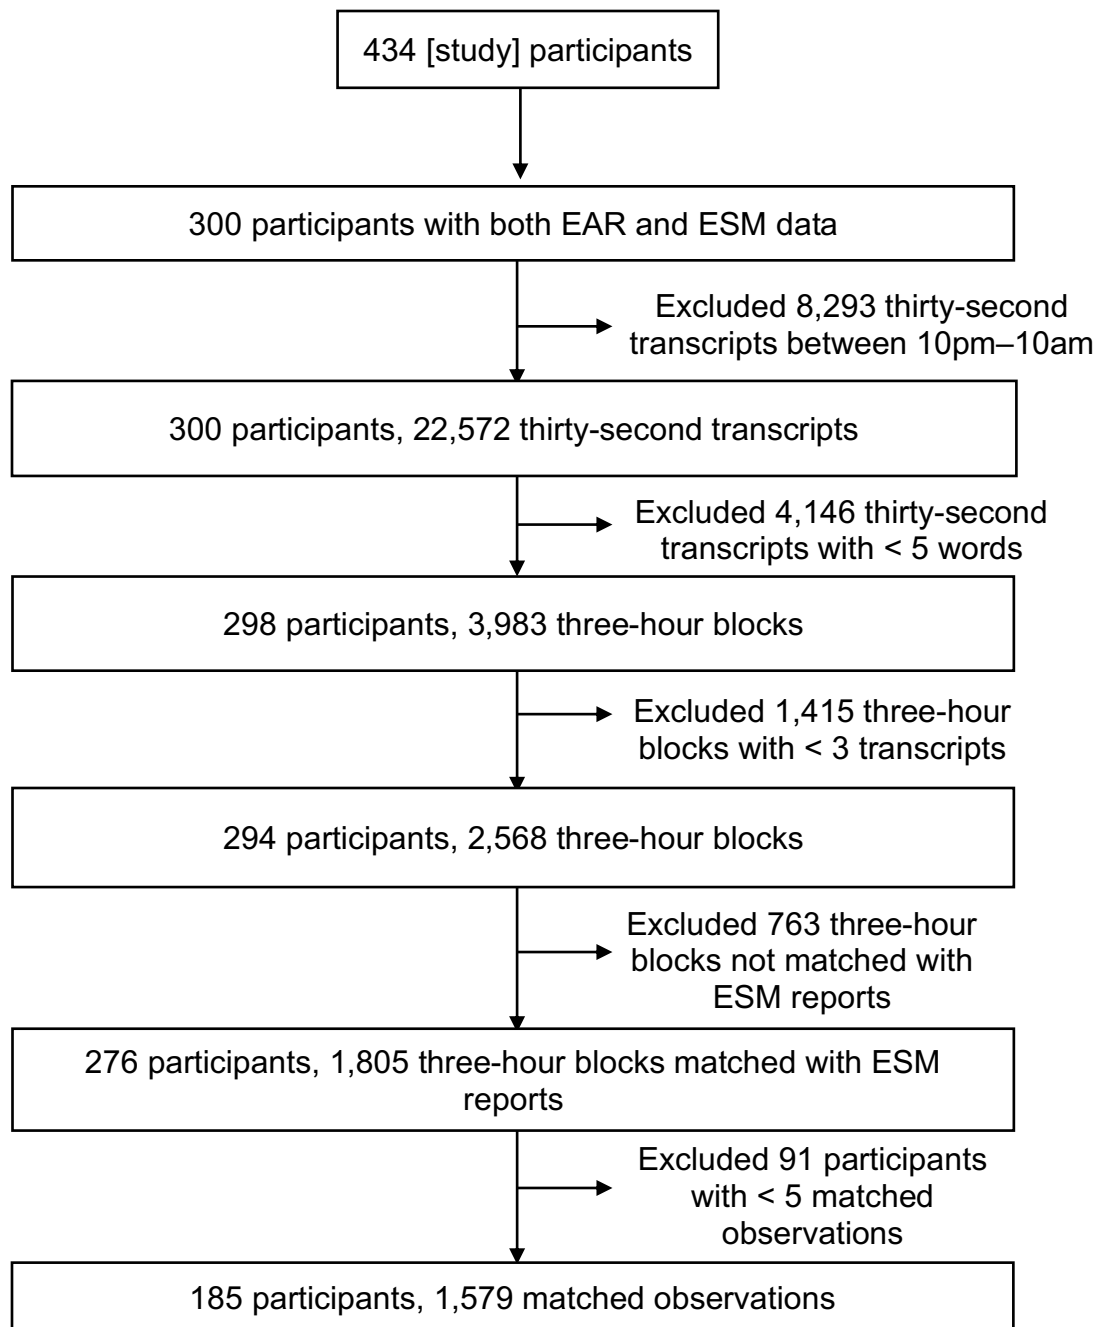 434 [study] participants
300 participants with both EAR and ESM data
Excluded 8,293 thirty-second
transcripts between 10pm–10am
300 participants, 22,572 thirty-second transcripts
Excluded 4,146 thirty-second
transcripts with < 5 words
298 participants, 3,983 three-hour blocks
Excluded 1,415 three-hour
blocks with < 3 transcripts
294 participants, 2,568 three-hour blocks
Excluded 763 three-hour
blocks not matched with
ESM reports
276 participants, 1,805 three-hour blocks matched with ESM
reports
Excluded 91 participants
with < 5 matched
observations
185 participants, 1,579 matched observations